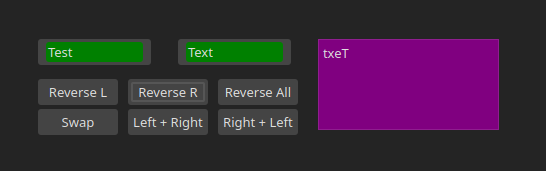 Test
Text
txeT
Reverse L
Reverse R
Reverse All
Swap
Left + Right
Right + Left